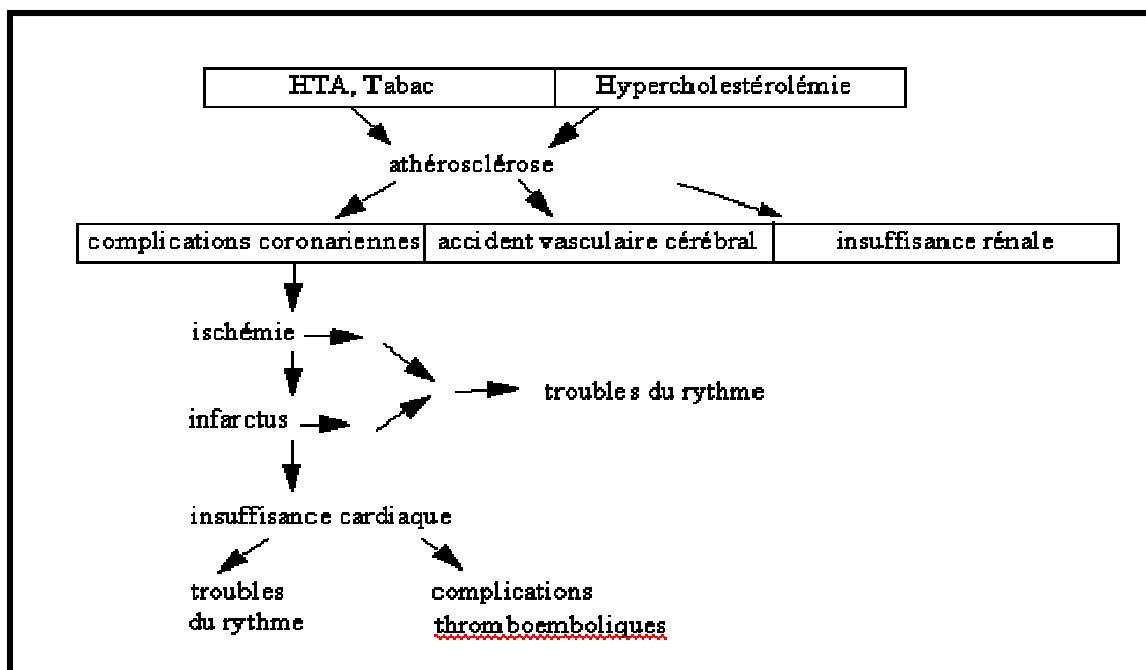 HTA, Tabac
Hypercholestérolémie
athérosclérose
complications coronariennes
accident vasculaire cérébral
insuffisance rénale
ischémie
troubles du rythme
infarctus
insuffisance cardiaque
troubles
du rythme
complications
thromboemboliques